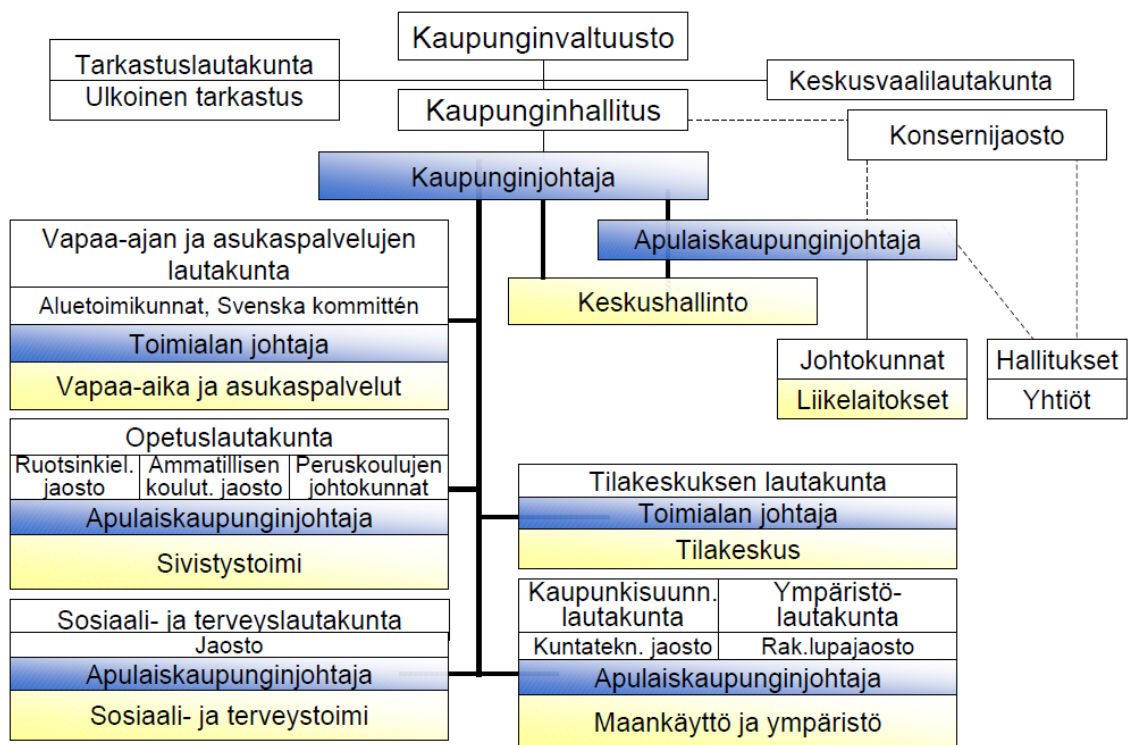 Kaupunginvaltuusto
Tarkastuslautakunta
Ulkoinen tarkastus
Keskusvaalilautakunta
Kaupunginhallitus
Konsernijaosto
Kaupunginjohtaja
Apulaiskaupunginjohtaja
Keskushallinto
Johtokunnat
Liikelaitokset
Hallitukset
Yhtiöt
Vapaa-ajan ja asukaspalvelujen
lautakunta
Aluetoimikunnat, Svenska kommittén
Toimialan johtaja
Vapaa-aika ja asukaspalvelut
Opetuslautakunta
Ruotsinkiel.
jaosto
Ammatillisen
koulut. jaosto
Peruskoulujen
johtokunnat
Apulaiskaupunginjohtaja
Sivistystoimi
Tilakeskuksen lautakunta
Toimialan johtaja
Tilakeskus
Sosiaali- ja terveyslautakunta
Jaosto
Apulaiskaupunginjohtaja
Sosiaali- ja terveystoimi
Kaupunkisuunn.
lautakunta
Ympäristö-
lautakunta
Kuntatekn. jaosto
Rak.lupajaosto
Apulaiskaupunginjohtaja
Maankäyttö ja ympäristö